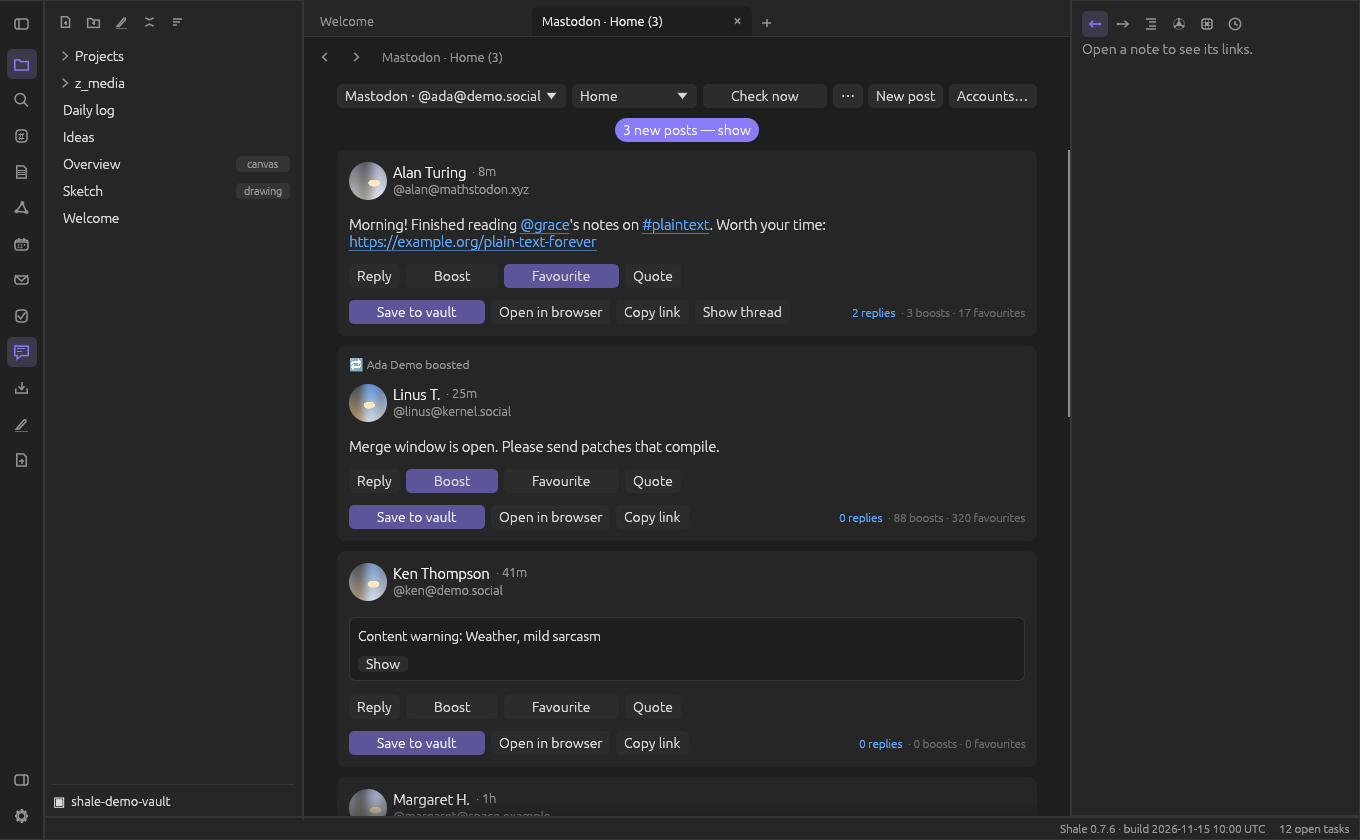 Welcome
Mastodon · Home (3)
Projects
z_media
Daily log
Ideas
Overview
canvas
Sketch
drawing
Welcome
shale-demo-vault
Mastodon · Home (3)
Mastodon · @ada@demo.social
Home
Check now
···
New post
Accounts…
3 new posts — show
Alan Turing · 8m
@alan@mathstodon.xyz
Morning! Finished reading @grace's notes on #plaintext. Worth your time:
https://example.org/plain-text-forever
Reply
Boost
Favourite
Quote
Save to vault
Open in browser
Copy link
Show thread
2 replies · 3 boosts · 17 favourites
Ada Demo boosted
Linus T. · 25m
@linus@kernel.social
Merge window is open. Please send patches that compile.
Reply
Boost
Favourite
Quote
Save to vault
Open in browser
Copy link
0 replies · 88 boosts · 320 favourites
Ken Thompson · 41m
@ken@demo.social
Content warning: Weather, mild sarcasm
Show
Reply
Boost
Favourite
Quote
Save to vault
Open in browser
Copy link
0 replies · 0 boosts · 0 favourites
Margaret H. · 1h
Open a note to see its links.
Shale 0.7.6 · build 2026-11-15 10:00 UTC
12 open tasks